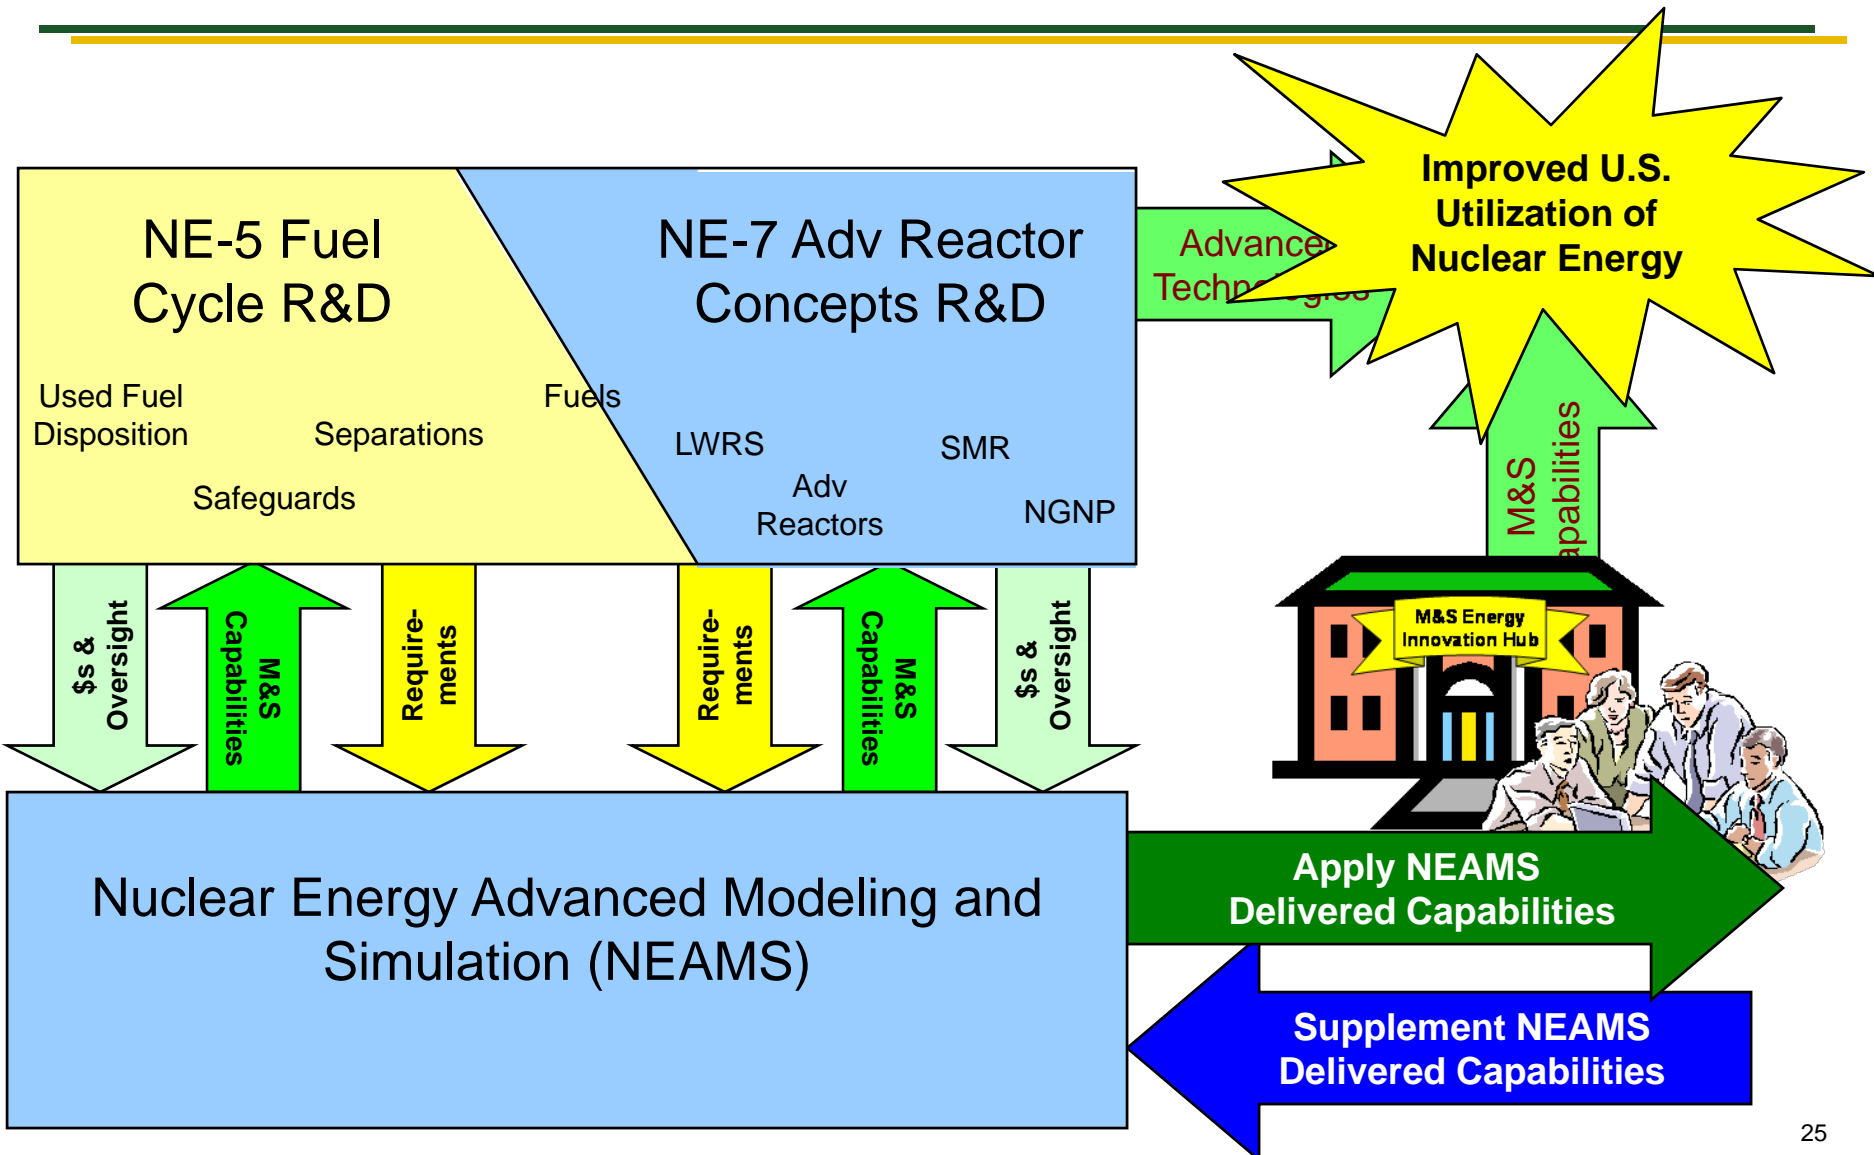 Improved U.S.
Utilization of
Nuclear Energy
NE-5 Fuel
Cycle R&D
NE-7 Adv Reactor
Concepts R&D
Used Fuel
Disposition
Separations
Safeguards
Fuels
LWRS
SMR
Adv
Reactors
NGNP
$s &
Oversight
M&S
Capabilities
Require-
ments
Require-
ments
M&S
Capabilities
$s &
Oversight
M&S
M&S Energy
Innovation Hub
Nuclear Energy Advanced Modeling and
Simulation (NEAMS)
Apply NEAMS
Delivered Capabilities
Supplement NEAMS
Delivered Capabilities
25